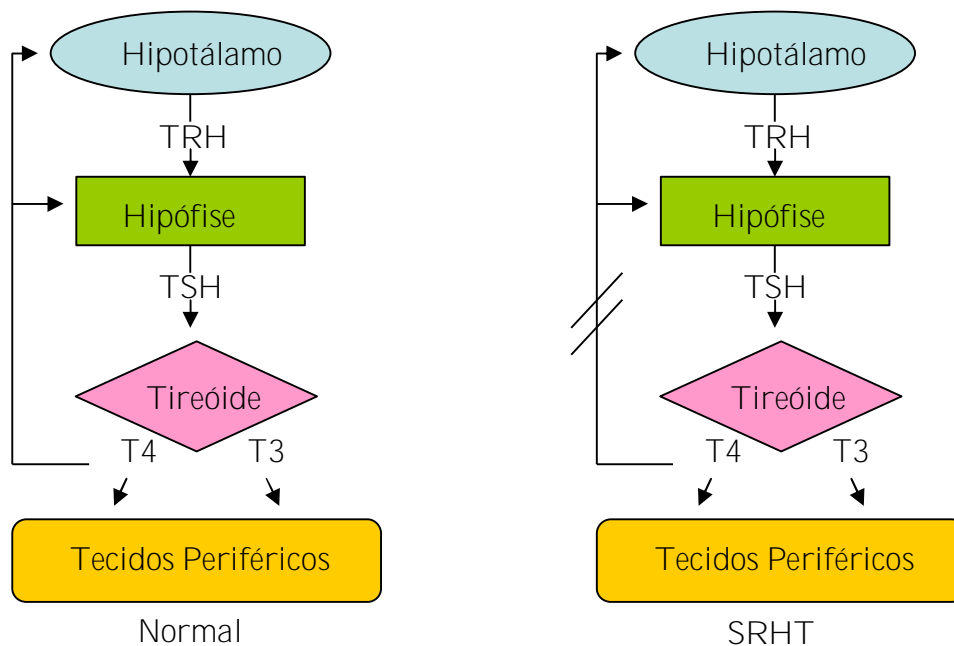 Hipotálamo
TRH
Hipófise
TSH
Tireóide
T4 T3
Tecidos Periféricos
Normal
Hipotálamo
TRH
Hipófise
TSH
Tireóide
T4 T3
Tecidos Periféricos
SRHT